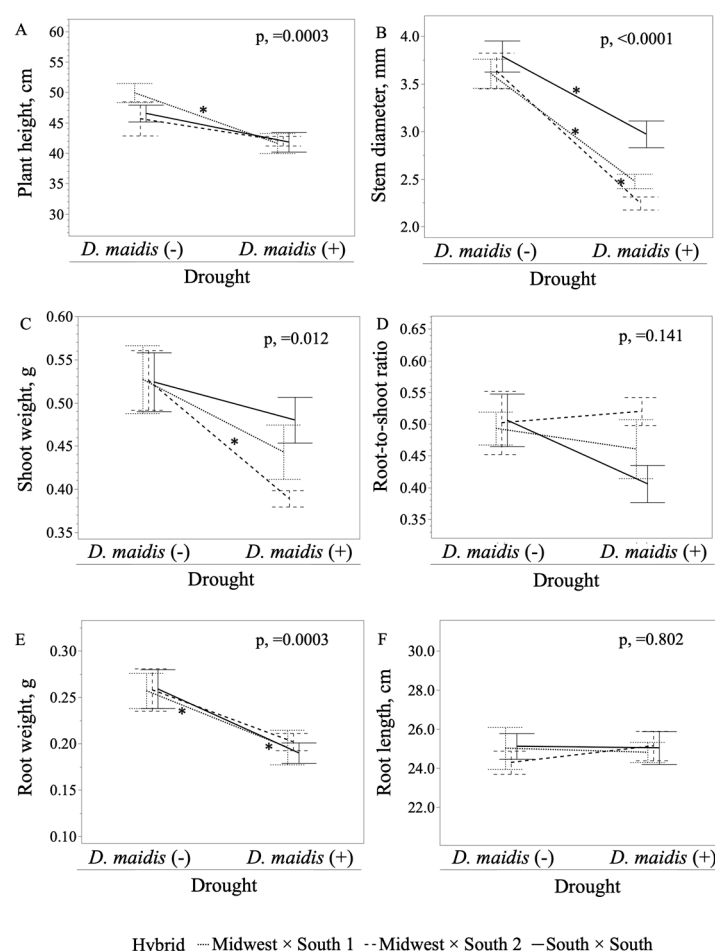 A
p, =0.0003
Plant height, cm
60
55
50
45
40
35
30
*
D. maidis (-) D. maidis (+)
Drought
B
p, <0.0001
Stem diameter, mm
4.0
3.5
3.0
2.5
2.0
*
*
*
D. maidis (-) D. maidis (+)
Drought
C
p, =0.012
Shoot weight, g
0.60
0.55
0.50
0.45
0.40
0.35
*
D. maidis (-) D. maidis (+)
Drought
D
p, =0.141
Root-to-shoot ratio
0.65
0.60
0.55
0.50
0.45
0.40
0.35
D. maidis (-) D. maidis (+)
Drought
E
p, =0.0003
Root weight, g
0.30
0.25
0.20
0.15
0.10
*
*
D. maidis (-) D. maidis (+)
Drought
F
p, =0.802
Root length, cm
30.0
28.0
26.0
24.0
22.0
D. maidis (-) D. maidis (+)
Drought
Hybrid Midwest × South 1 Midwest × South 2 South × South